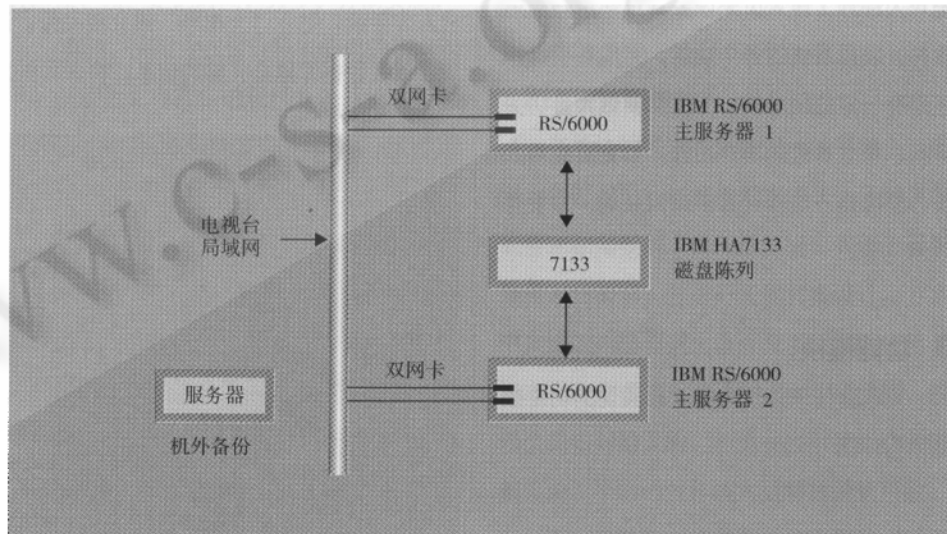 双网卡
RS/6000
IBM RS/6000
主服务器 1
电视台
局域网
7133
IBM HA7133
磁盘陈列
服务器
机外备份
双网卡
RS/6000
IBM RS/6000
主服务器 2
www.c-s-a.org